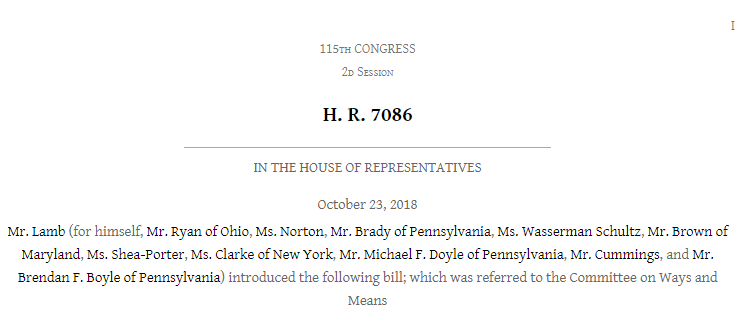 I
115TH CONGRESS
2D SESSION
H. R. 7086
IN THE HOUSE OF REPRESENTATIVES
October 23, 2018
Mr. Lamb (for himself, Mr. Ryan of Ohio, Ms. Norton, Mr. Brady of Pennsylvania, Ms. Wasserman Schultz, Mr. Brown of
Maryland, Ms. Shea-Porter, Ms. Clarke of New York, Mr. Michael F. Doyle of Pennsylvania, Mr. Cummings, and Mr.
Brendan F. Boyle of Pennsylvania) introduced the following bill; which was referred to the Committee on Ways and
Means